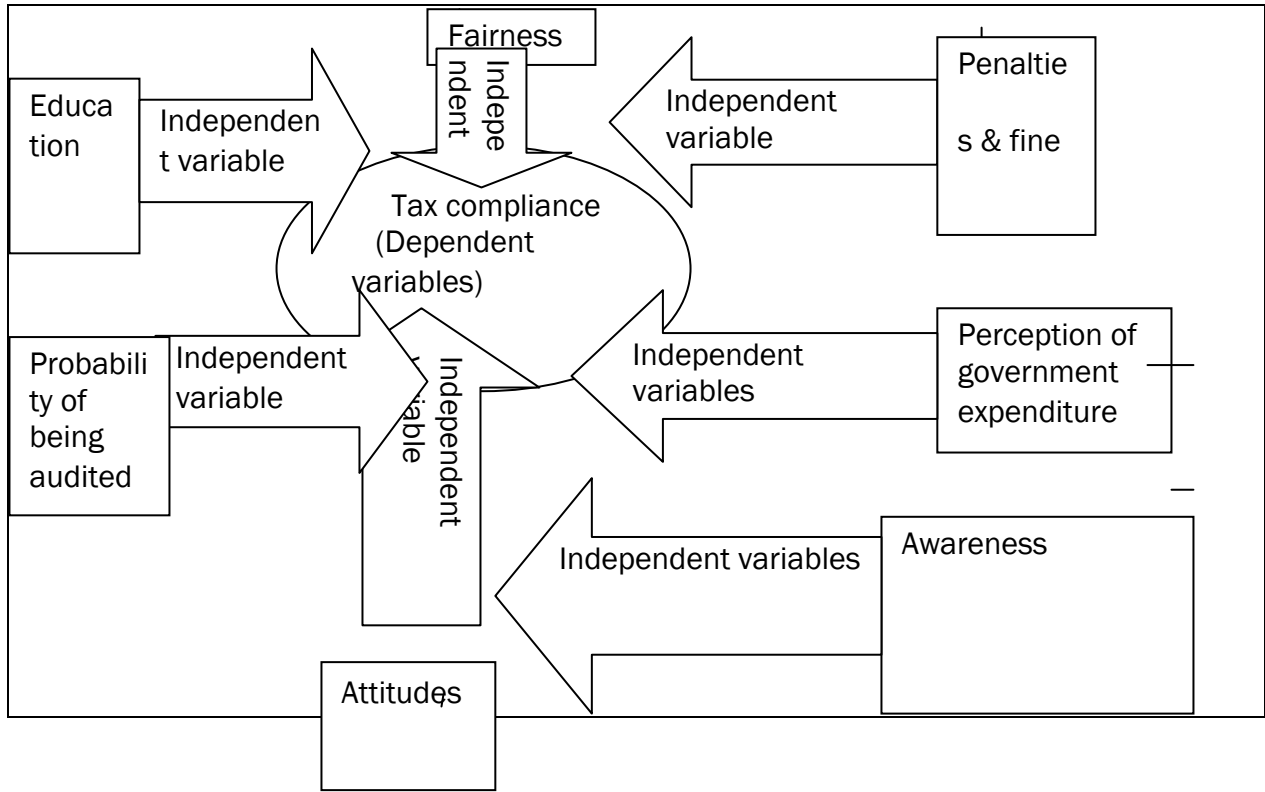 Fairness
Indepe
ndent
Educa
tion
Independen
t variable
Independent
variable
Penaltie
s & fine
Tax compliance
(Dependent
variables)
Probabili
ty of
being
audited
Independent
variable
Independent
Independent
variables
Perception of
government
expenditure
Independent variables
Awareness
Attitudes